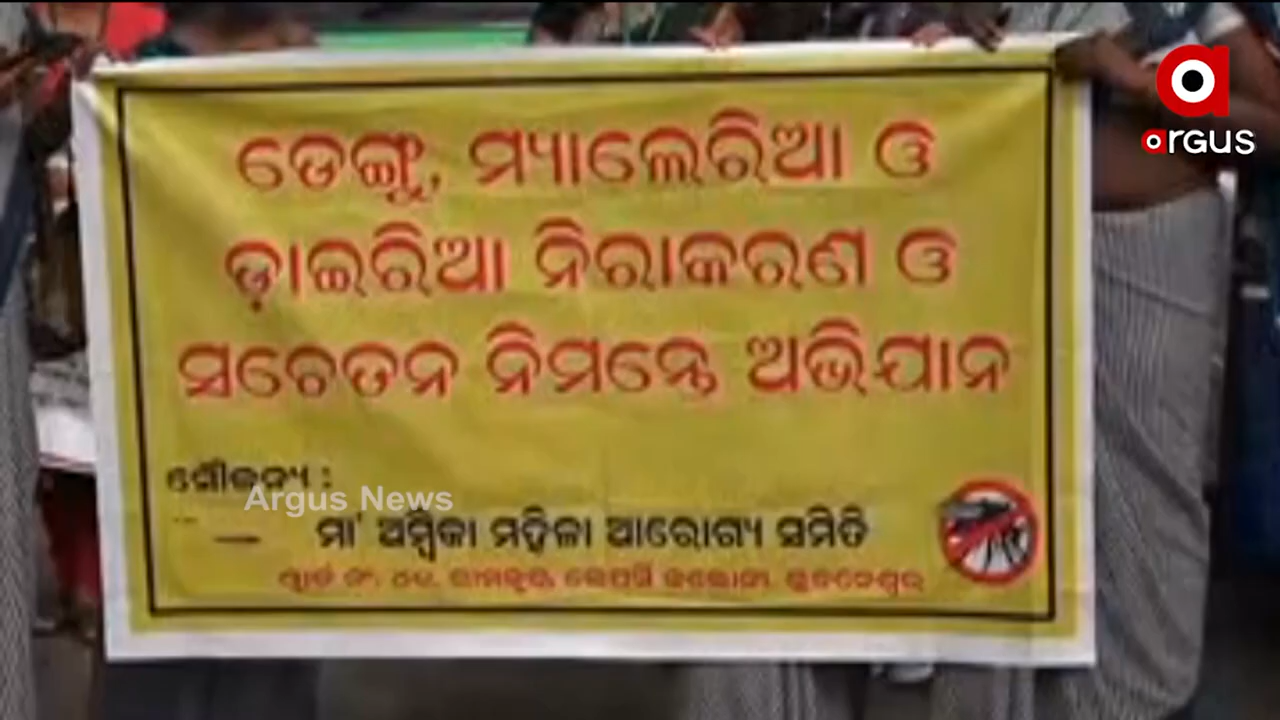 ଡେଙ୍ଗୁ, ମ୍ୟାଲେରିଆ ଓ
ଡ଼ାଇରିଆ ନିରାକରଣ ଓ
ସଚେତନ ନିମନ୍ତେ ଅଭିଯାନ
ସୌଜନ୍ୟ :
ମା' ଅମ୍ବିକା ମହିଳା ଆରୋଗ୍ୟ ସମିତି
ୱାର୍ଡ ନଂ. ଭୁବନେଶ୍ୱର
Argus News
argus